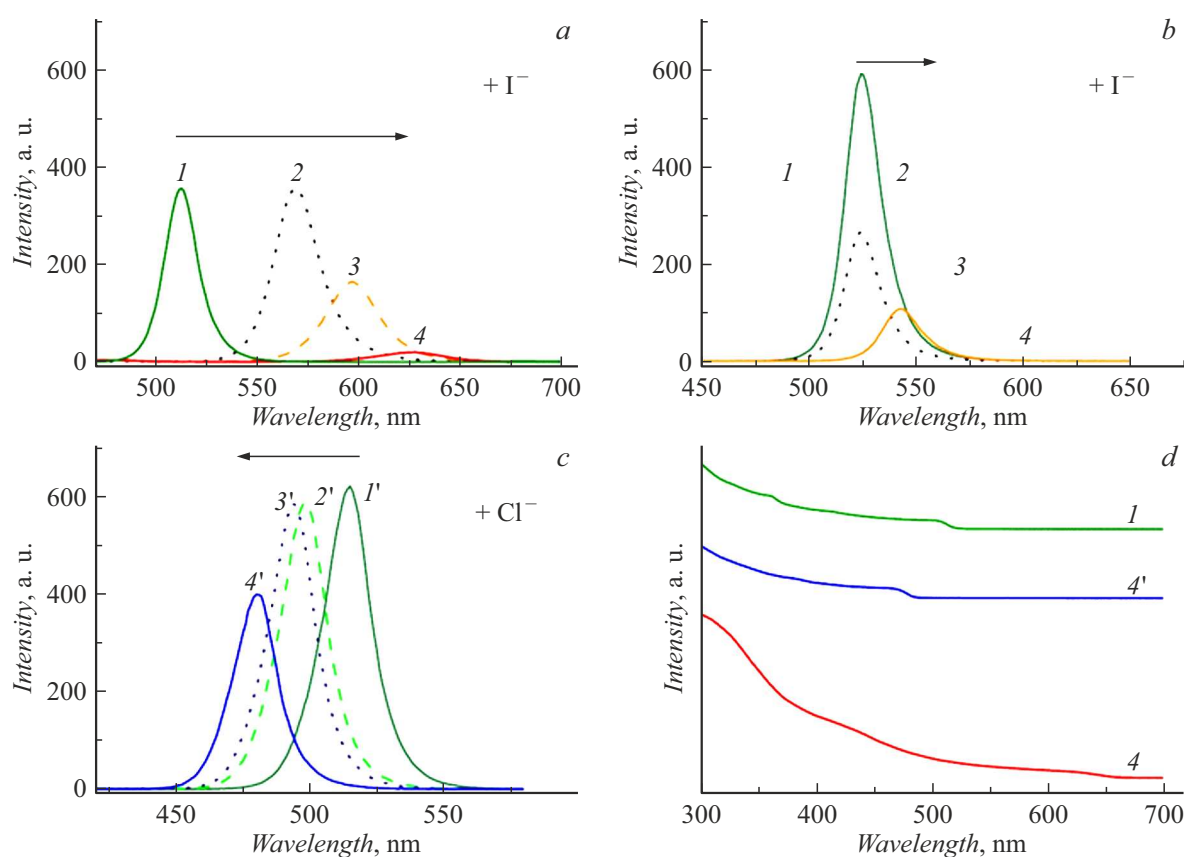 a
600
400
200
0
Intensity, a. u.
+ I⁻
1
2
3
4
500 550 600 650 700
Wavelength, nm
b
600
400
200
0
Intensity, a. u.
+ I⁻
1
2
3
4
450 500 550 600 650
Wavelength, nm
c
600
400
200
0
Intensity, a. u.
+ Cl⁻
4'
3'
2'
1'
450 500 550
Wavelength, nm
d
Intensity, a. u.
1
4'
4
300 400 500 600 700
Wavelength, nm